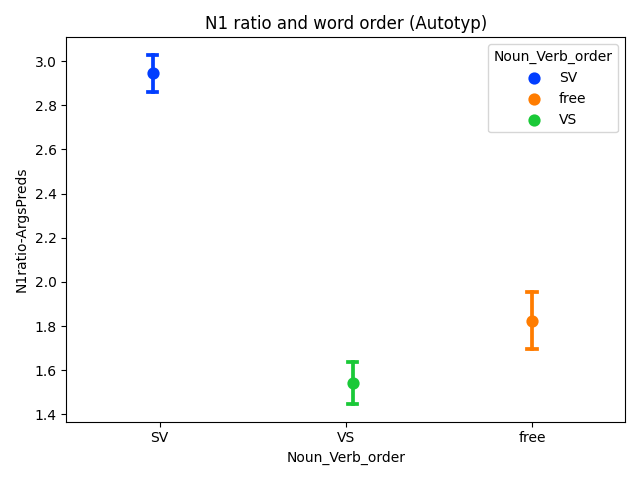 N1 ratio and word order (Autotyp)
Noun_Verb_order
SV
free
VS
3.0
2.8
2.6
2.4
2.2
2.0
1.8
1.6
1.4
N1ratio-ArgsPreds
SV
VS
free
Noun_Verb_order